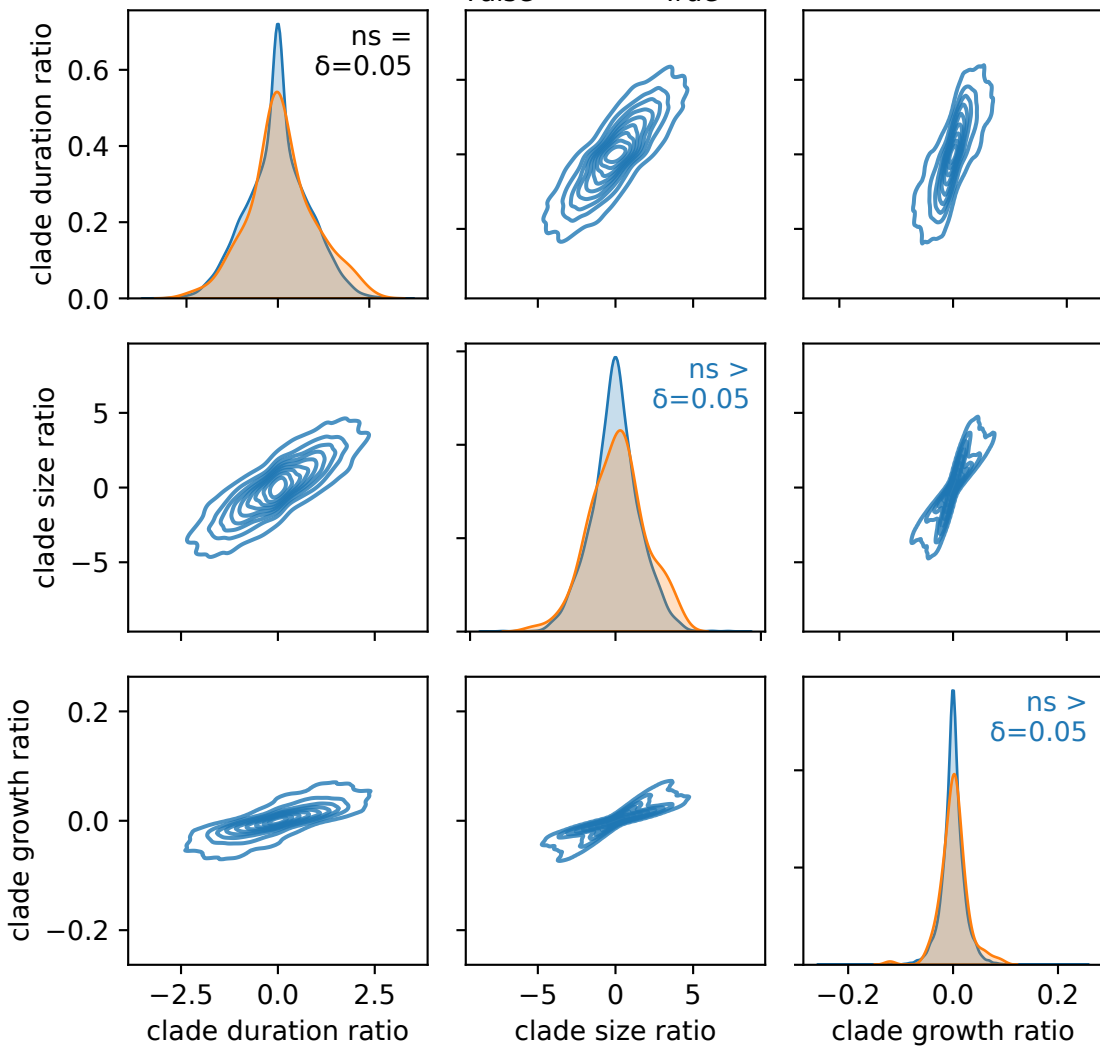 clade duration ratio
0.6
0.4
0.2
0.0
ns =
δ=0.05
clade size ratio
5
0
−5
ns >
δ=0.05
clade growth ratio
0.2
0.0
−0.2
ns >
δ=0.05
−2.5 0.0 2.5
−5 0 5
−0.2 0.0 0.2
clade duration ratio
clade size ratio
clade growth ratio